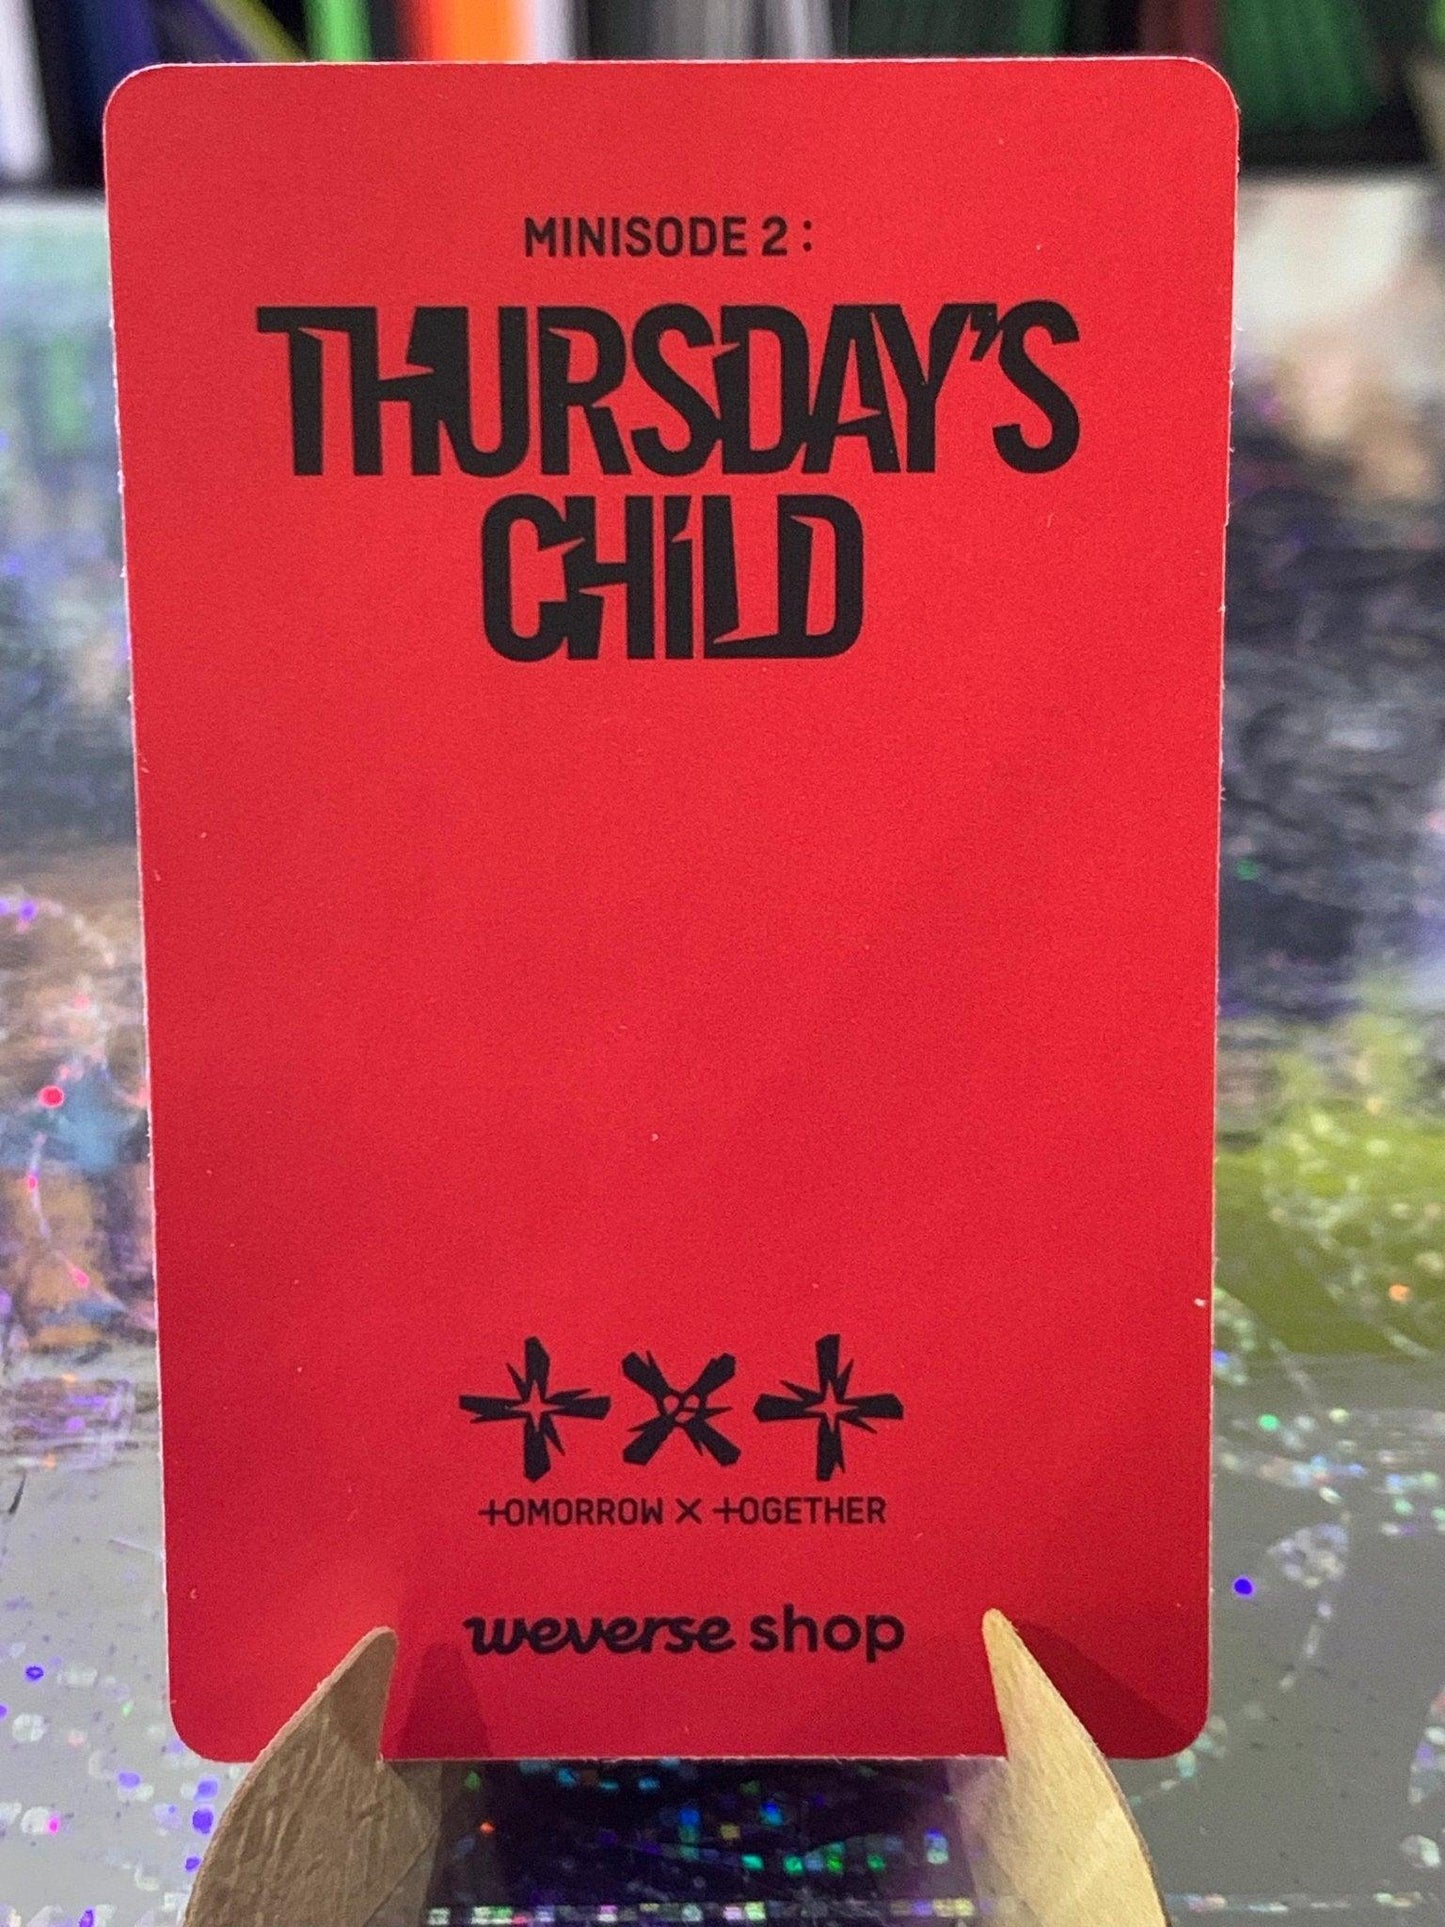 MINISODE 2 :
THURSDAY'S
CHILD
TOMORROW X TOGETHER
weverse shop